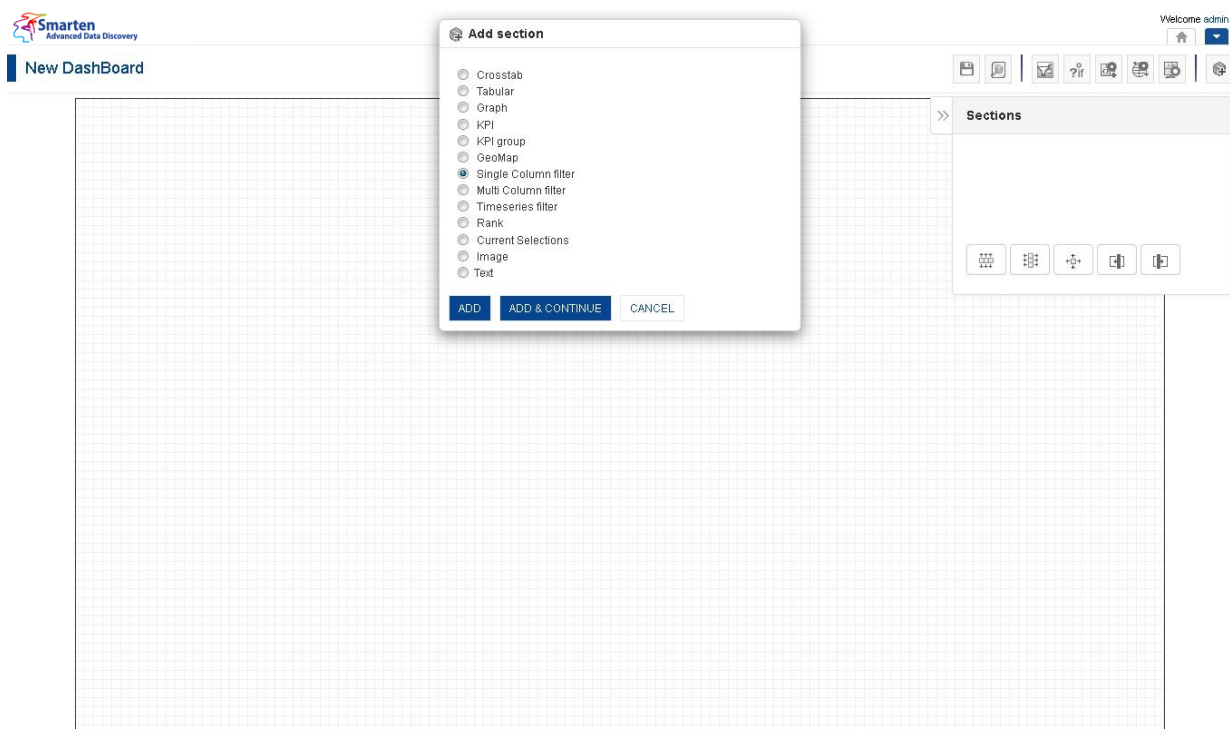 Smarten
Advanced Data Discovery
Welcome admin
New DashBoard
?if
Add section
Crosstab
Tabular
Graph
KPI
KPI group
GeoMap
Single Column filter
Multi Column filter
Timeseries filter
Rank
Current Selections
Image
Text
ADD
ADD & CONTINUE
CANCEL
Sections